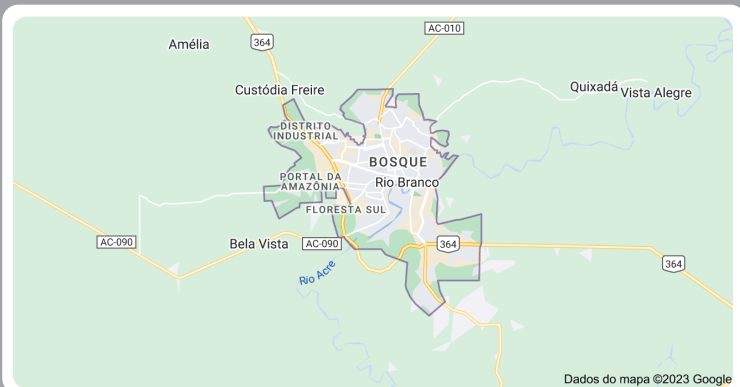 AC-010
Amélia
364
Custódia Freire
Quixadá
Vista Alegre
DISTRITO
INDUSTRIAL
BOSQUE
PORTAL DA
AMAZÔNIA
Rio Branco
FLORESTA SUL
AC-090
Bela Vista
AC-090
364
364
Rio Acre
Dados do mapa ©2023 Google